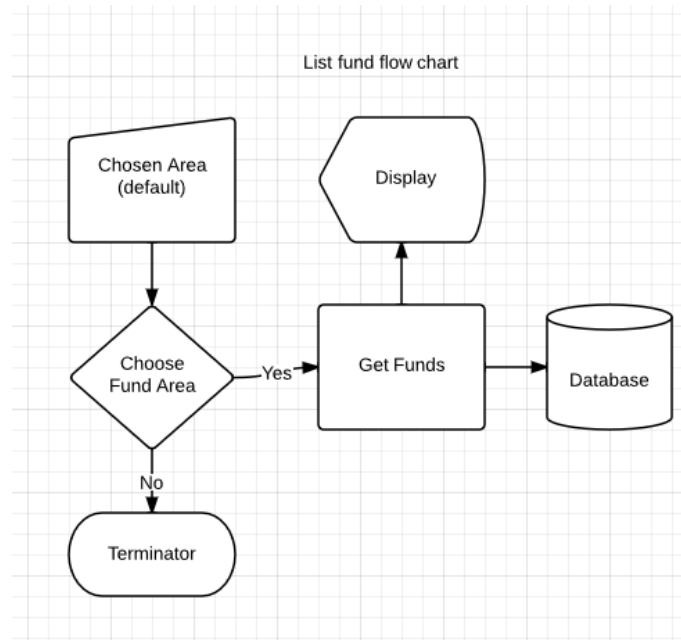 List fund flow chart
Chosen Area
(default)
Display
Choose
Fund Area
Yes
Get Funds
Database
No
Terminator